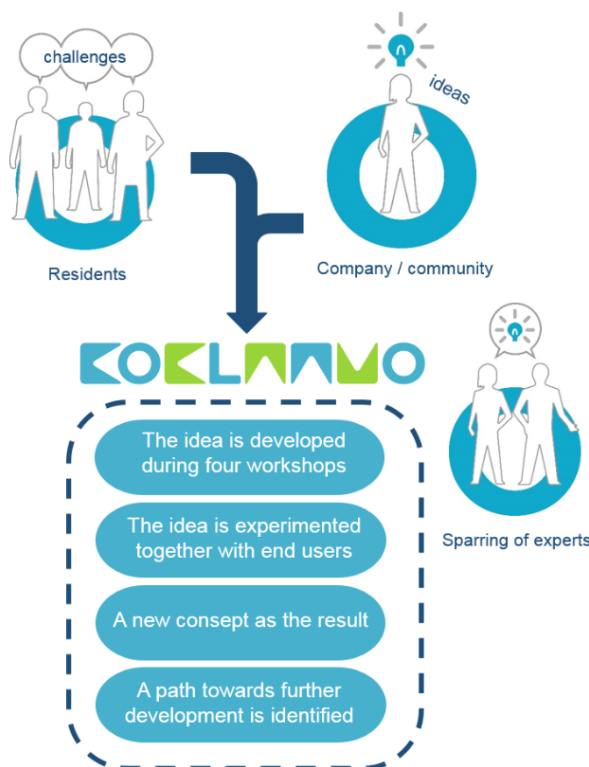 challenges
ideas
Residents
Company / community
KOKLAAMO
The idea is developed
during four workshops
The idea is experimented
together with end users
A new consept as the result
A path towards further
development is identified
Sparring of experts